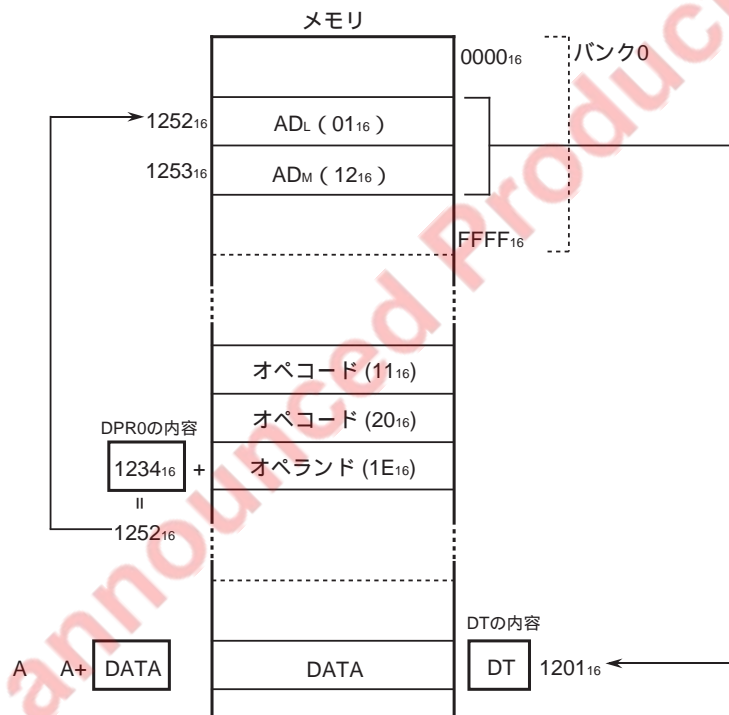 メモリ
0000₁₆
バンク0
1252₁₆
ADL ( 01₁₆ )
1253₁₆
ADM ( 12₁₆ )
FFFF₁₆
オペコード (11₁₆)
オペコード (20₁₆)
DPR0の内容
1234₁₆ + オペランド (1E₁₆)
=
1252₁₆
DTの内容
A A+ DATA DATA DT 1201₁₆
announced Product